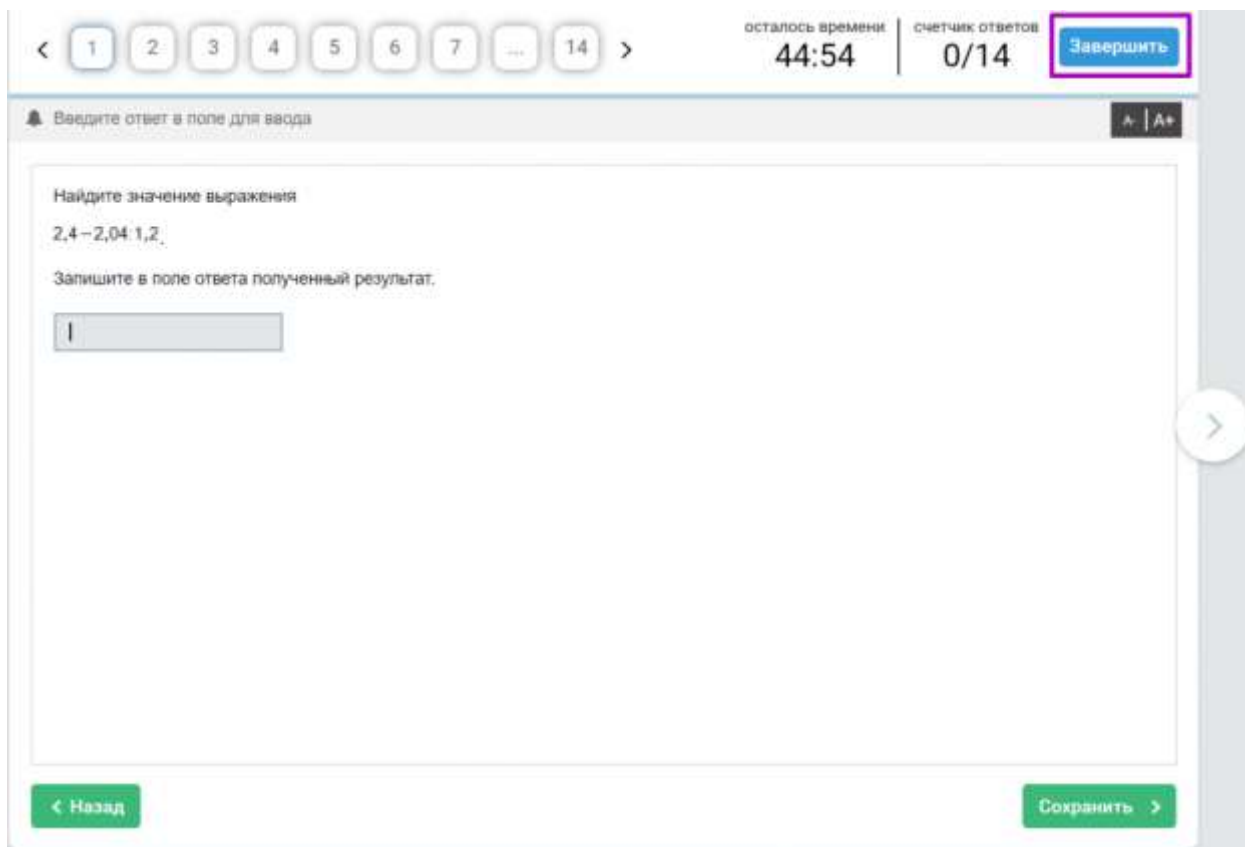 < 1 2 3 4 5 6 7 ... 14 >
осталось времени
44:54
счетчик ответов
0/14
Завершить
Введите ответ в поле для ввода
A- | A+
Найдите значение выражения
2,4−2,04:1,2.
Запишите в поле ответа полученный результат.
< Назад
Сохранить >